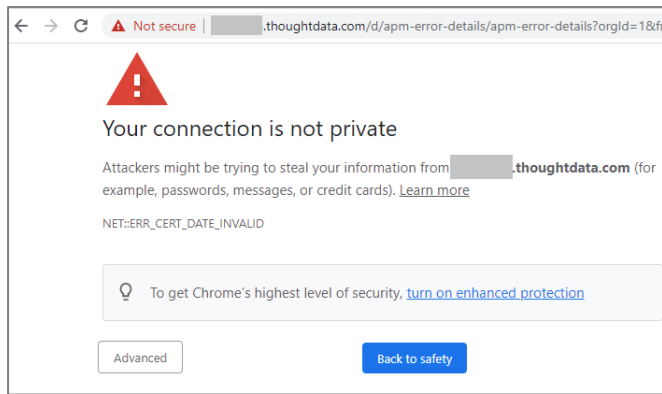 Not secure | .thoughtdata.com/d/apm-error-details/apm-error-details?orgId=1&f
Your connection is not private
Attackers might be trying to steal your information from .thoughtdata.com (for
example, passwords, messages, or credit cards). Learn more
NET::ERR_CERT_DATE_INVALID
To get Chrome's highest level of security, turn on enhanced protection
Advanced
Back to safety